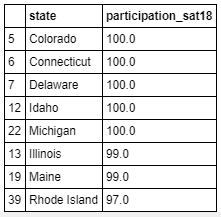 state participation_sat18
5 Colorado 100.0
6 Connecticut 100.0
7 Delaware 100.0
12 Idaho 100.0
22 Michigan 100.0
13 Illinois 99.0
19 Maine 99.0
39 Rhode Island 97.0